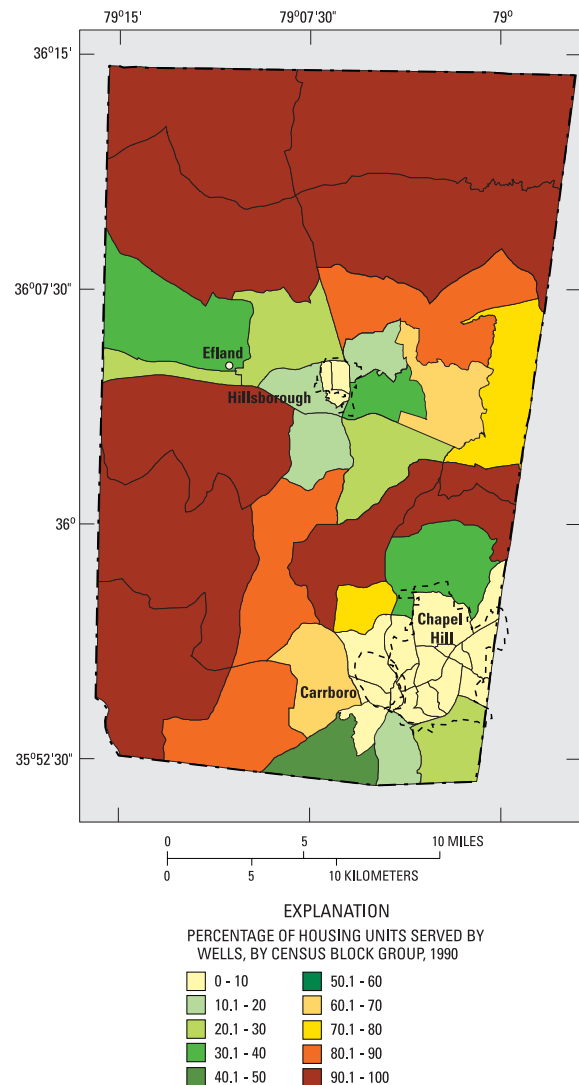 79°15' 79°07'30" 79°
36°15'
36°07'30"
Efland
Hillsborough
36°
Chapel
Hill
Carrboro
35°52'30"
0 5 10 MILES
0 5 10 KILOMETERS
EXPLANATION
PERCENTAGE OF HOUSING UNITS SERVED BY
WELLS, BY CENSUS BLOCK GROUP, 1990
0 - 10 50.1 - 60
10.1 - 20 60.1 - 70
20.1 - 30 70.1 - 80
30.1 - 40 80.1 - 90
40.1 - 50 90.1 - 100